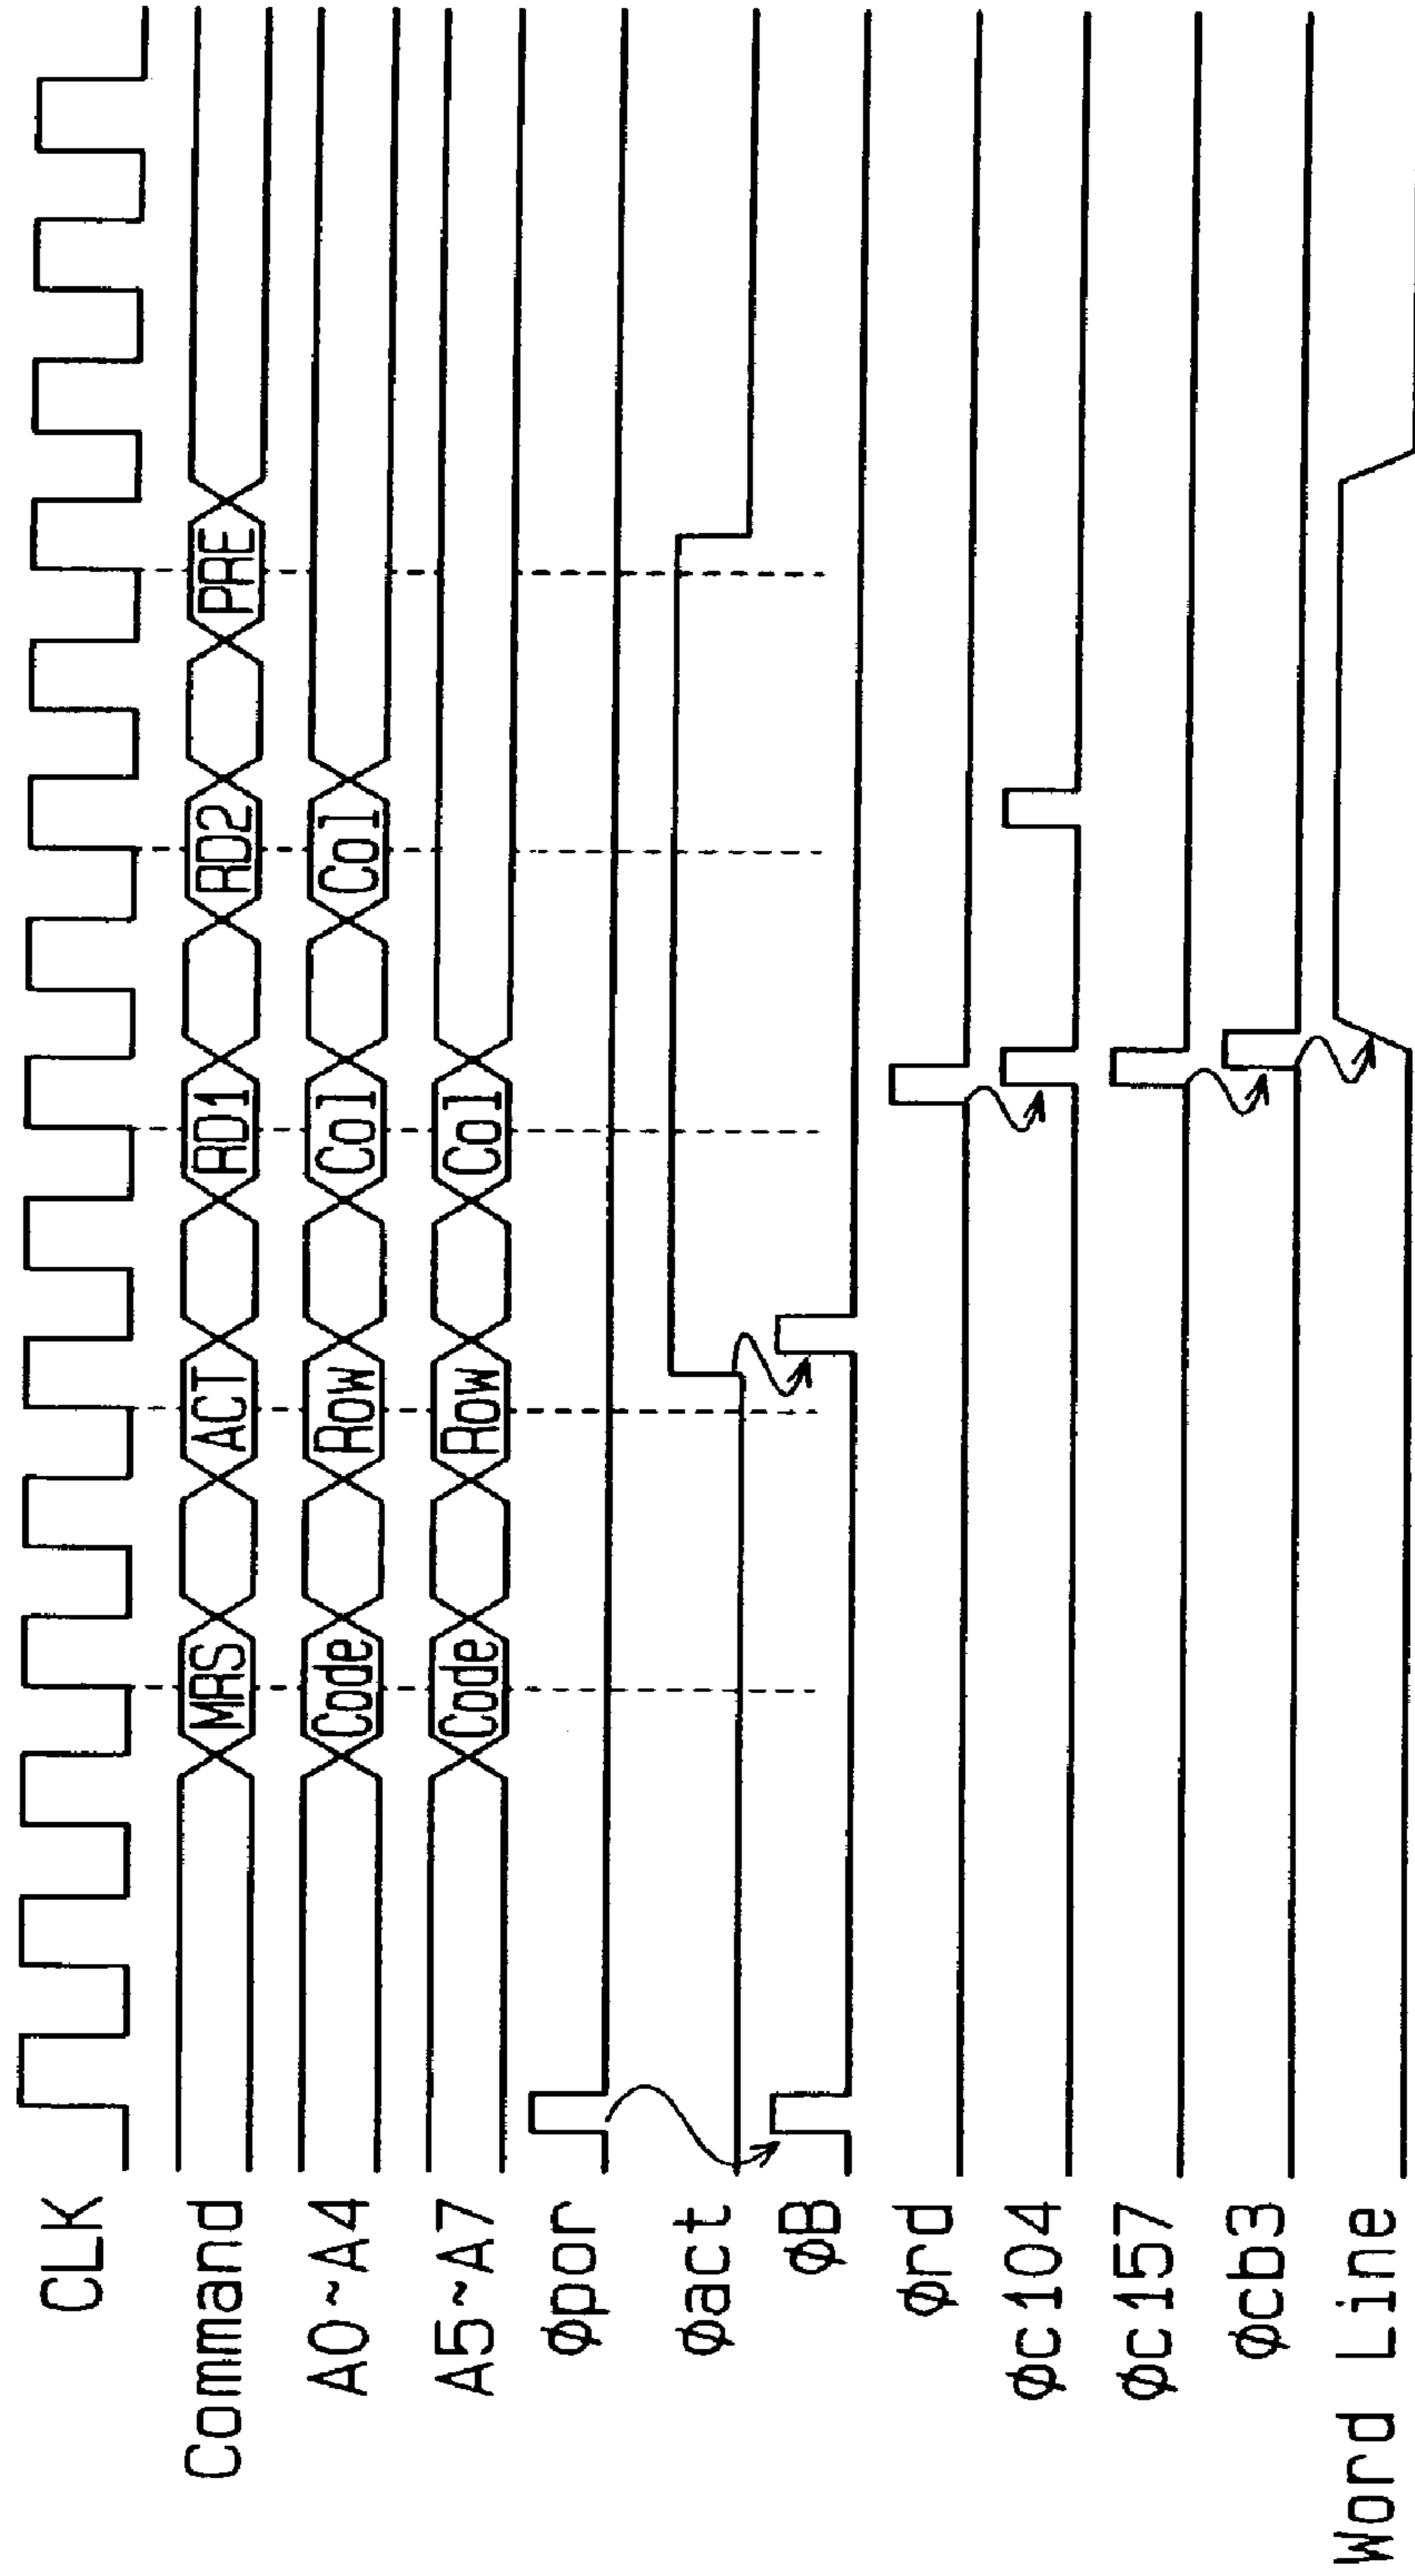 CLK
Command MRS ACT RD1 RD2 PRE
A0~A4 Code Row Col Col
A5~A7 Code Row Col
φpor
φact
φB
φrd
φc104
φc157
φcb3
Word Line